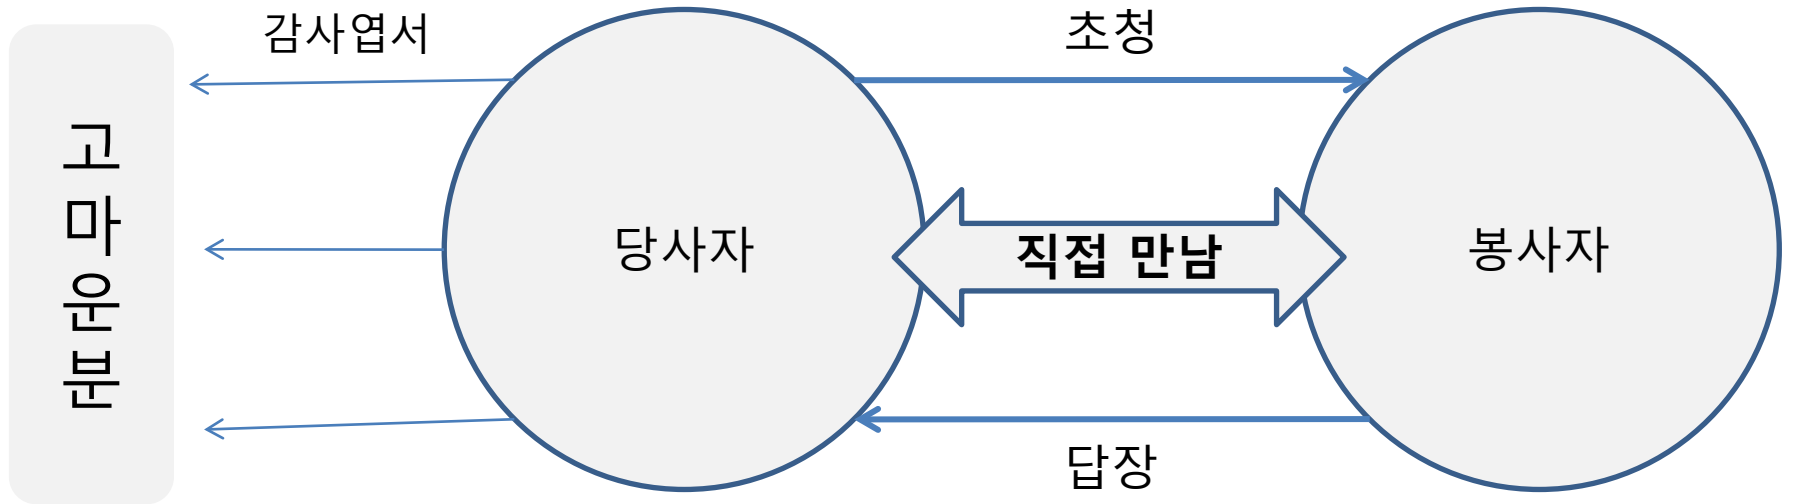 감사엽서
초청
고마운분
당사자
직접 만남
봉사자
답장